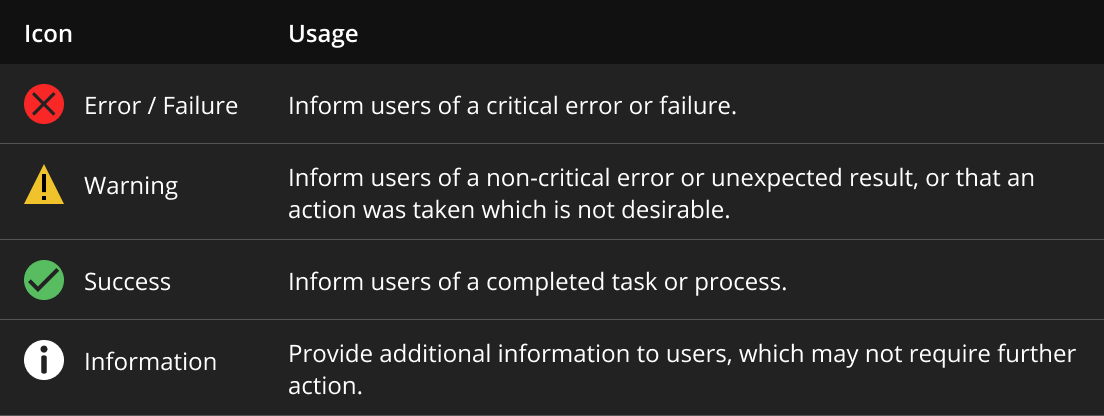 Icon Usage
Error / Failure Inform users of a critical error or failure.
Warning Inform users of a non-critical error or unexpected result, or that an
action was taken which is not desirable.
Success Inform users of a completed task or process.
Information Provide additional information to users, which may not require further
action.